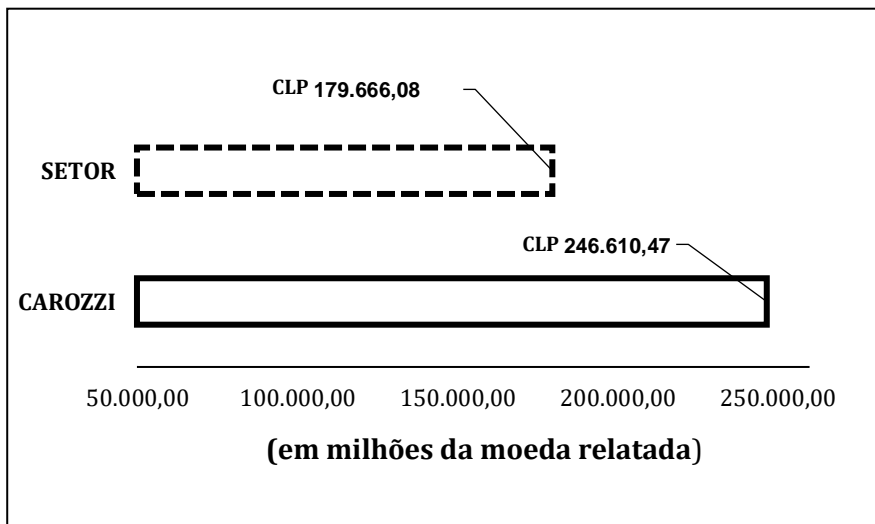 CLP 179.666,08
SETOR
CLP 246.610,47
CAROZZI
50.000,00 100.000,00 150.000,00 200.000,00 250.000,00
(em milhões da moeda relatada)